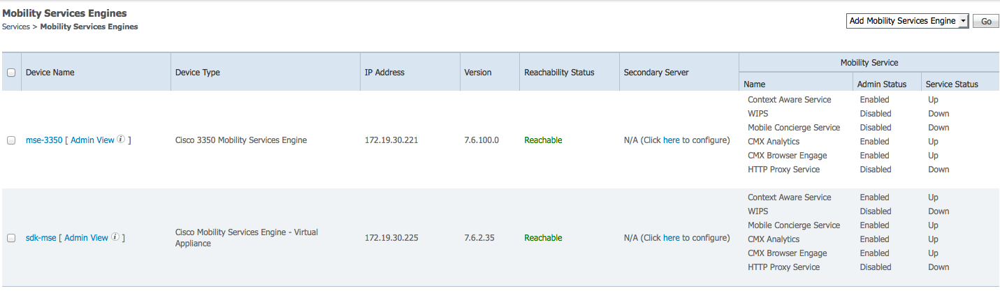 Mobility Services Engines
Services > Mobility Services Engines
Add Mobility Services Engine Go
Device Name Device Type IP Address Version Reachability Status Secondary Server Mobility Service
Name Admin Status Service Status
mse-3350 [ Admin View i ] Cisco 3350 Mobility Services Engine 172.19.30.221 7.6.100.0 Reachable N/A (Click here to configure)
Context Aware Service Enabled Up
WIPS Disabled Down
Mobile Concierge Service Disabled Down
CMX Analytics Enabled Up
CMX Browser Engage Enabled Up
HTTP Proxy Service Disabled Down
sdk-mse [ Admin View i ] Cisco Mobility Services Engine - Virtual
Appliance 172.19.30.225 7.6.2.35 Reachable N/A (Click here to configure)
Context Aware Service Enabled Up
WIPS Disabled Down
Mobile Concierge Service Enabled Up
CMX Analytics Enabled Up
CMX Browser Engage Enabled Up
HTTP Proxy Service Disabled Down